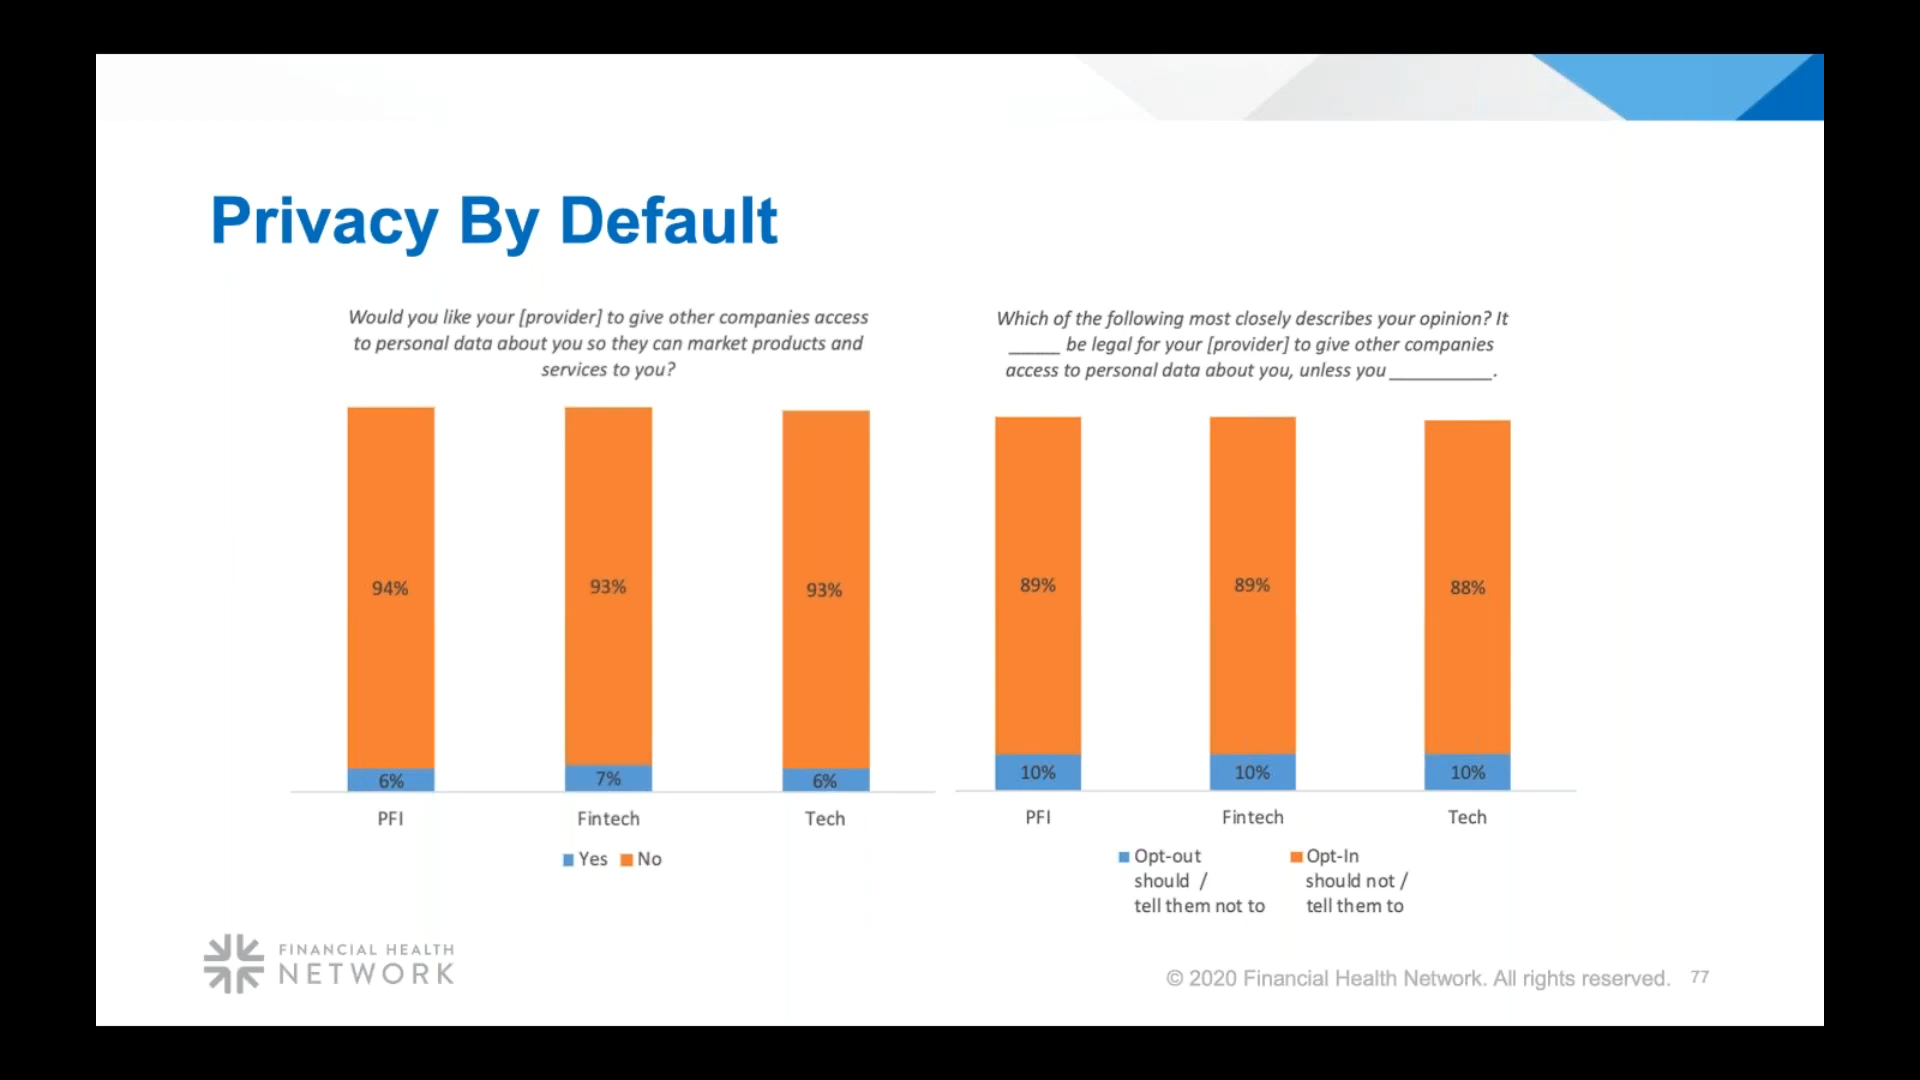 Privacy By Default
Would you like your [provider] to give other companies access
to personal data about you so they can market products and
services to you?
94%
93%
93%
6%
7%
6%
PFI
Fintech
Tech
Yes
No
Which of the following most closely describes your opinion? It
_____ be legal for your [provider] to give other companies
access to personal data about you, unless you __________.
89%
89%
88%
10%
10%
10%
PFI
Fintech
Tech
Opt-out
should /
tell them not to
Opt-In
should not /
tell them to
FINANCIAL HEALTH
NETWORK
© 2020 Financial Health Network. All rights reserved. 77